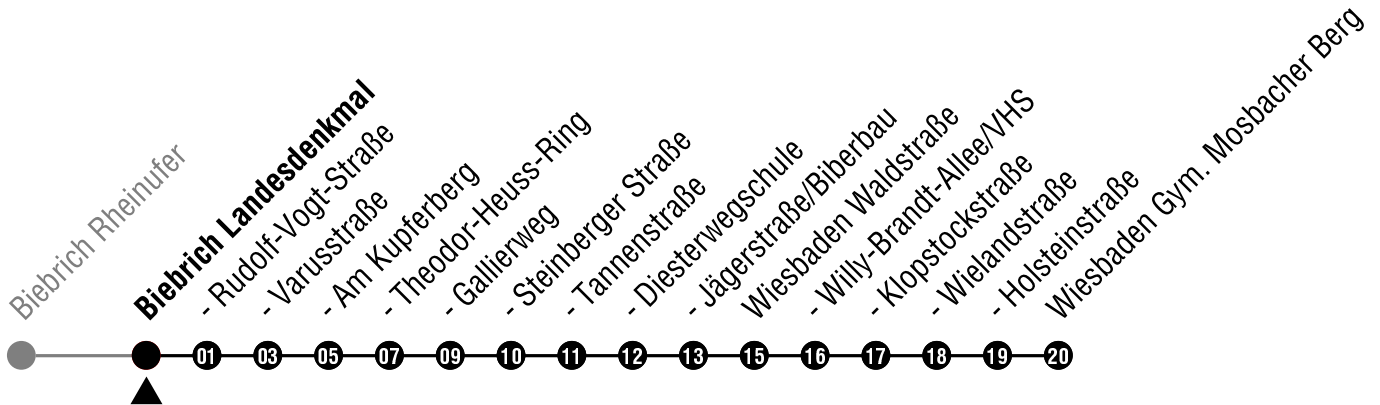 Biebrich Rheinufer
Biebrich Landesdenkmal
- Rudolf-Vogt-Straße
- Varusstraße
- Am Kupferberg
- Theodor-Heuss-Ring
- Gallierweg
- Steinberger Straße
- Tannenstraße
- Diesterwegschule
- Jägerstraße/Biberbau
Wiesbaden Waldstraße
- Willy-Brandt-Allee/VHS
- Klopstockstraße
- Wielandstraße
- Holsteinstraße
Wiesbaden Gym. Mosbacher Berg
01 03 05 07 09 10 11 12 13 15 16 17 18 19 20